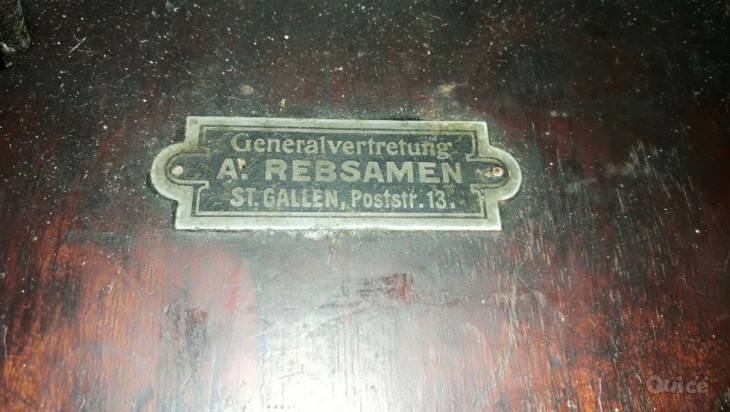 Generalvertretung
A. REBSAMEN
ST. GALLEN, Poststr. 13.
Quice